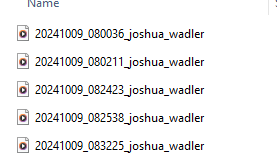 Name
20241009_080036_joshua_wadler
20241009_080211_joshua_wadler
20241009_082423_joshua_wadler
20241009_082538_joshua_wadler
20241009_083225_joshua_wadler